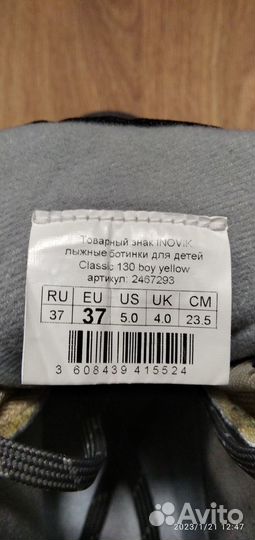 Товарный знак INOVIK
лыжные ботинки для детей
Classic 130 boy yellow
артикул: 2467293
RU EU US UK CM
37 37 5.0 4.0 23.5
3 608439 415524
2023/1/21 12:47
Avito